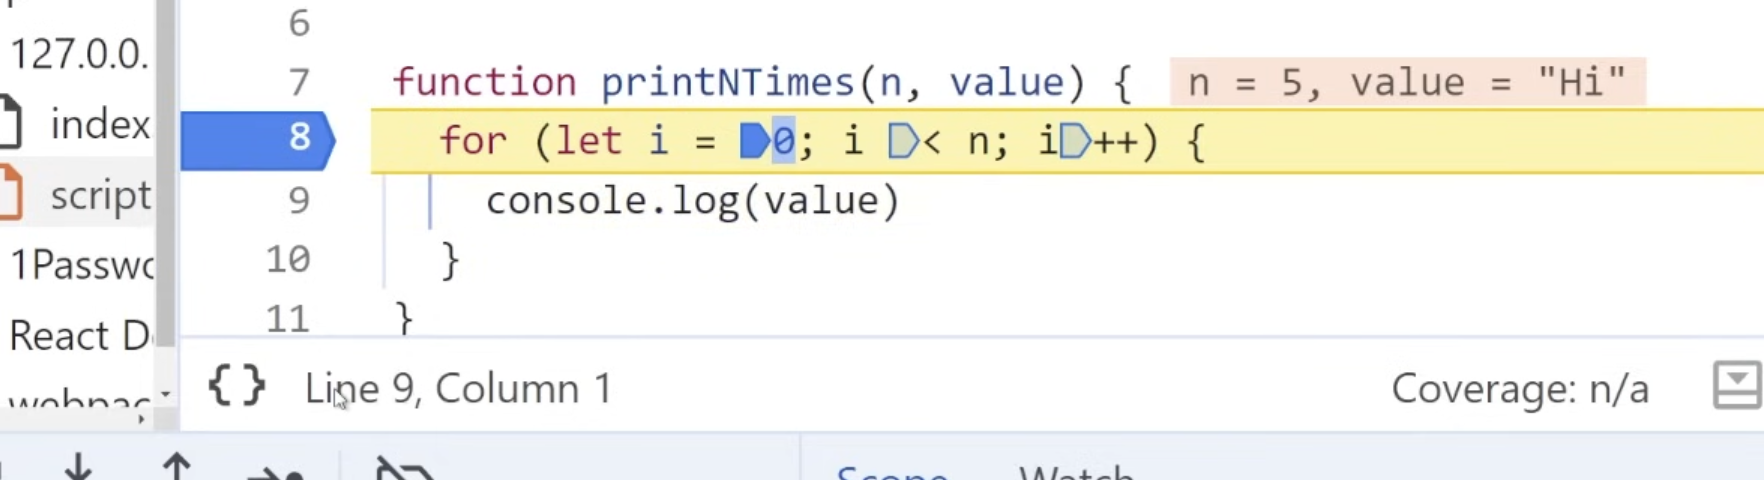 6
127.0.0.
7 function printNTimes(n, value) { n = 5, value = "Hi"
index
8 for (let i = 0; i < n; i++) {
script
9 console.log(value)
1Passwo
10 }
React D
11 }
webpac
{} Line 9, Column 1 Coverage: n/a
Scope Watch